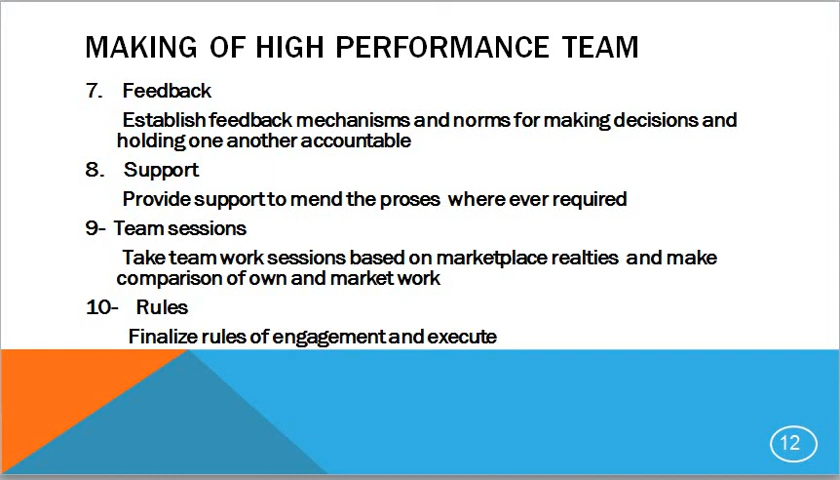 MAKING OF HIGH PERFORMANCE TEAM
7. Feedback
Establish feedback mechanisms and norms for making decisions and
holding one another accountable
8. Support
Provide support to mend the proses where ever required
9- Team sessions
Take team work sessions based on marketplace realties and make
comparison of own and market work
10- Rules
Finalize rules of engagement and execute
12